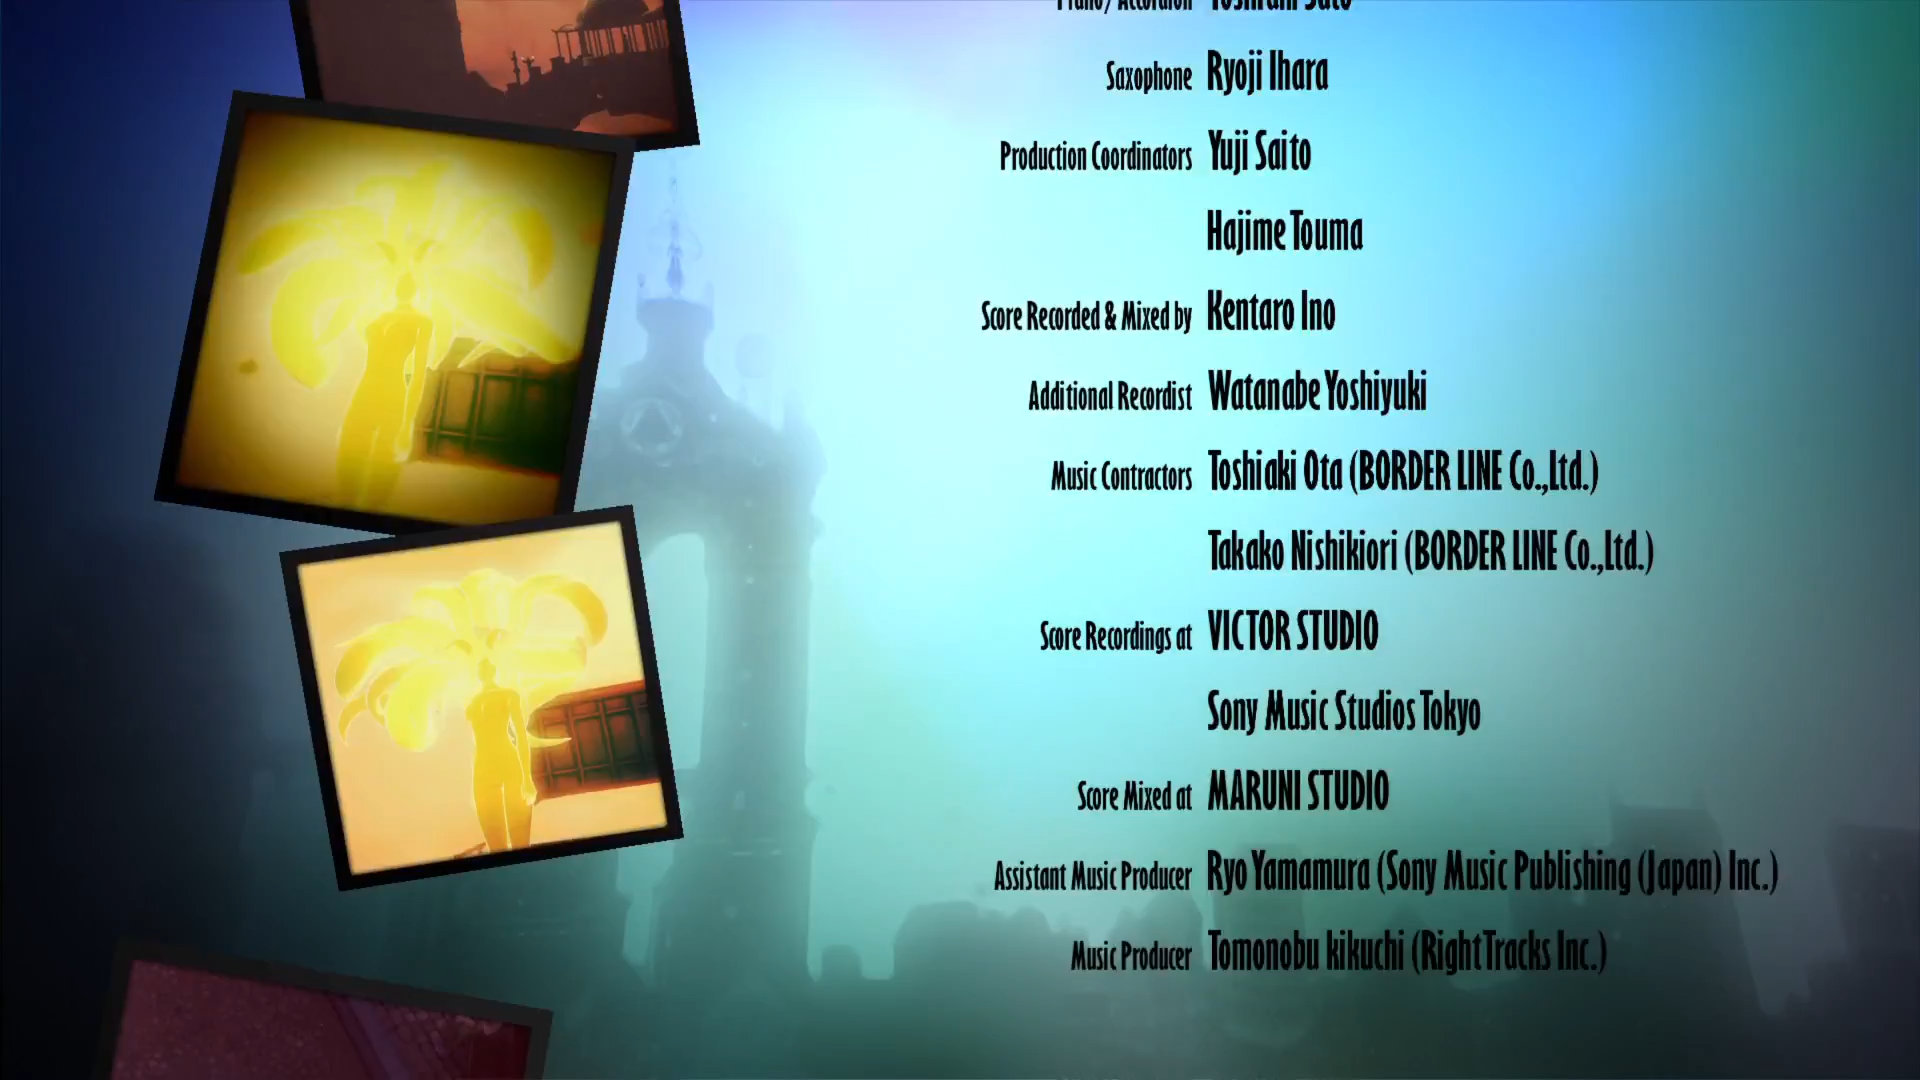 Piano/Accordion
Saxophone Ryoji Ihara
Production Coordinators Yuji Saito
Hajime Touma
Score Recorded & Mixed by Kentaro Ino
Additional Recordist Watanabe Yoshiyuki
Music Contractors Toshiaki Ota (BORDER LINE Co.,Ltd.)
Takako Nishikiori (BORDER LINE Co.,Ltd.)
Score Recordings at VICTOR STUDIO
Sony Music Studios Tokyo
Score Mixed at MARUNI STUDIO
Assistant Music Producer Ryo Yamamura (Sony Music Publishing (Japan) Inc.)
Music Producer Tomonobu kikuchi (RightTracks Inc.)